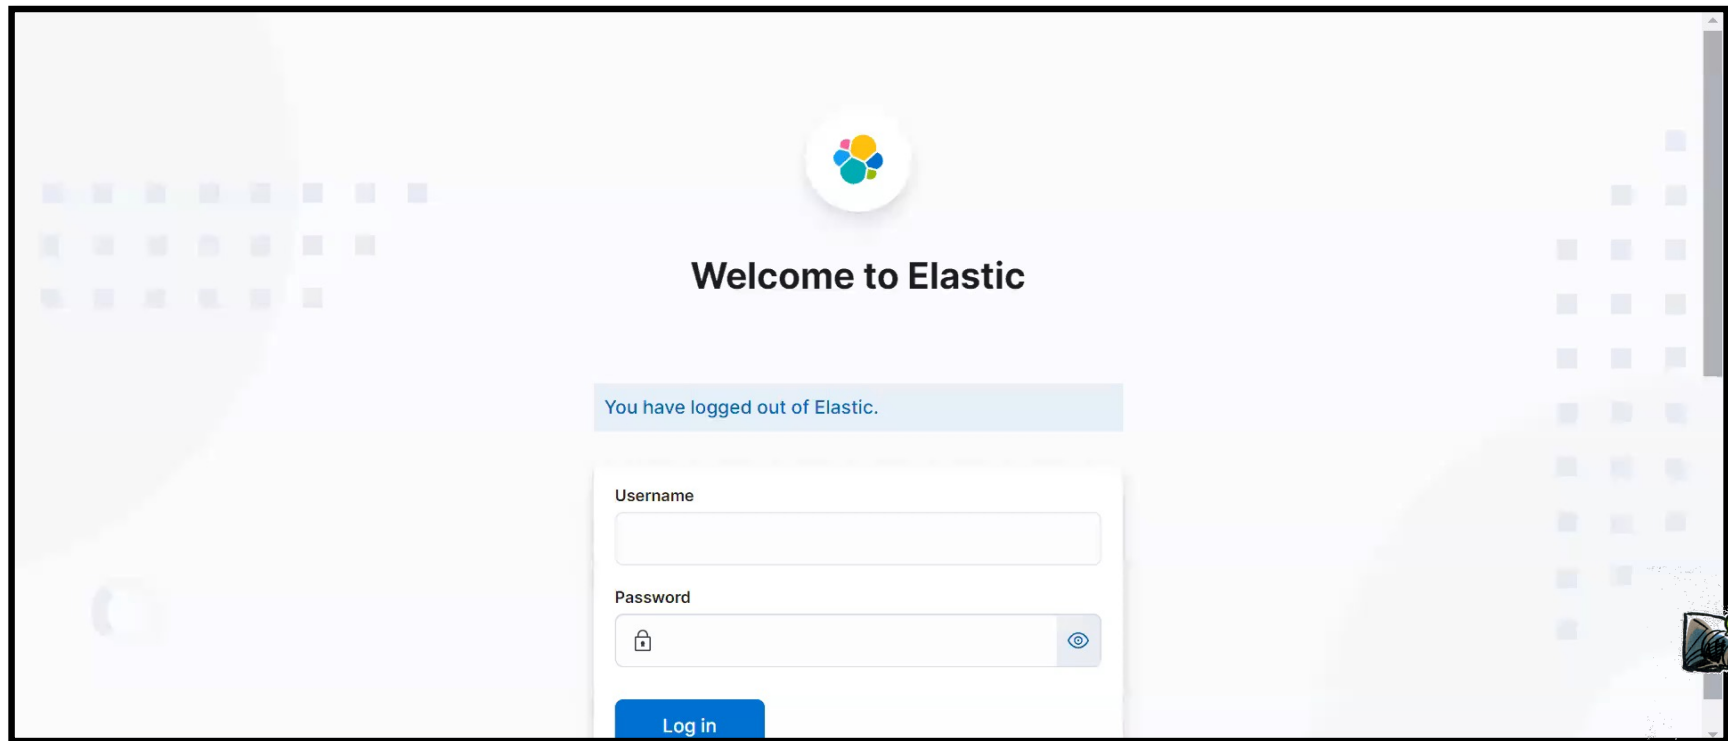 Welcome to Elastic
You have logged out of Elastic.
Username
Password
Log in